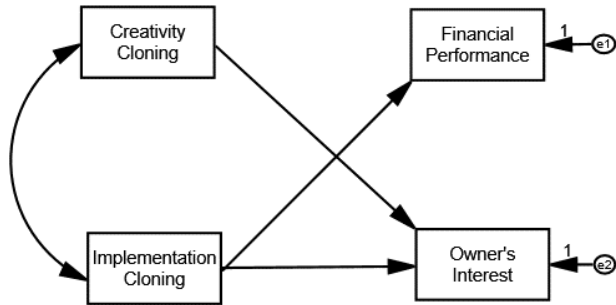 Creativity
Cloning
Financial
Performance
1
e1
Implementation
Cloning
Owner's
Interest
1
e2